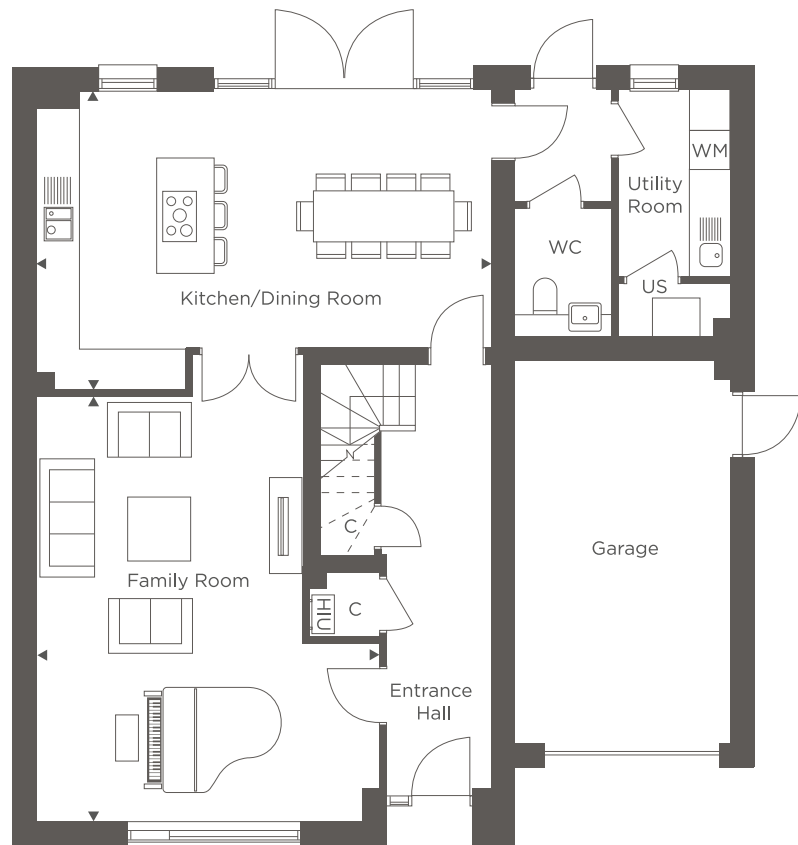 WM
Utility
Room
WC
US
Kitchen/Dining Room
N
C
Garage
Family Room
C
HIU
Entrance
Hall